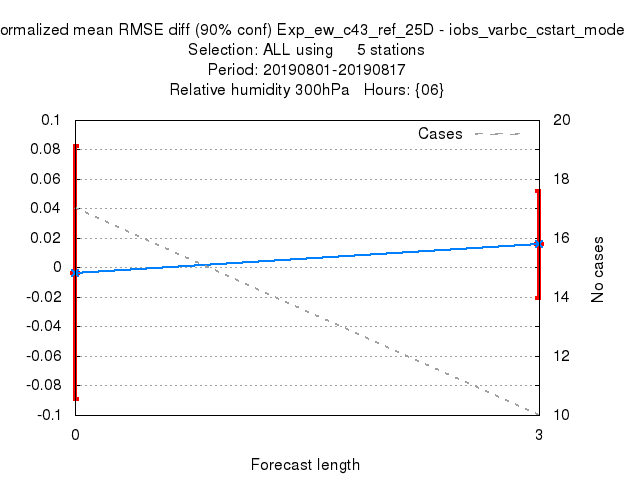 ormalized mean RMSE diff (90% conf) Exp_ew_c43_ref_25D - iobs_varbc_cstart_mode
Selection: ALL using 5 stations
Period: 20190801-20190817
Relative humidity 300hPa Hours: {06}
Cases
0.1
0.08
0.06
0.04
0.02
0
-0.02
-0.04
-0.06
-0.08
-0.1
20
18
16
14
12
10
No cases
0
3
Forecast length